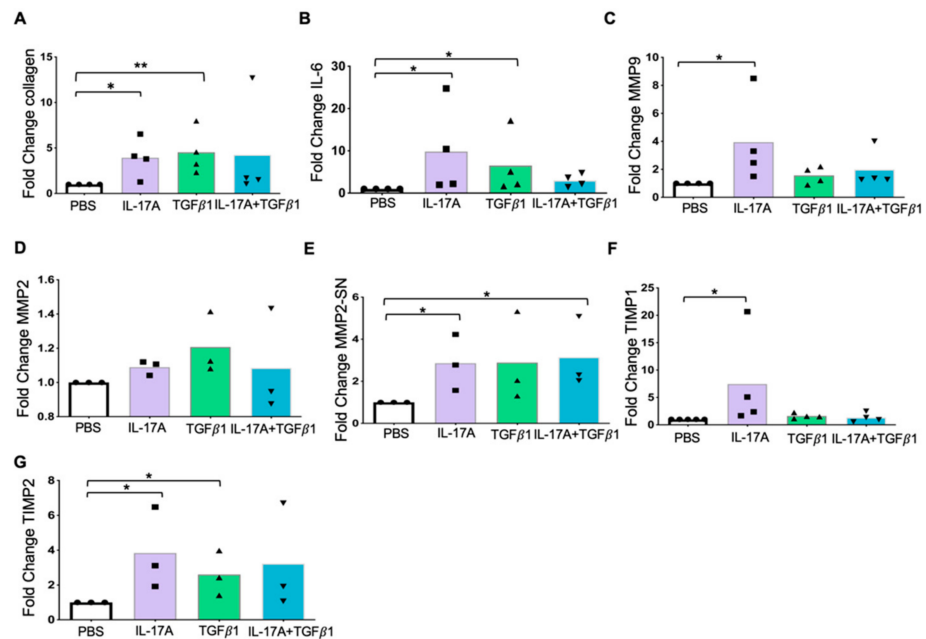 A
Fold Change collagen
15
10
5
0
*
**
PBS
IL-17A
TGFβ1
IL-17A+TGFβ1
B
Fold Change IL-6
30
20
10
0
*
*
PBS
IL-17A
TGFβ1
IL-17A+TGFβ1
C
Fold Change MMP9
10
8
6
4
2
0
*
PBS
IL-17A
TGFβ1
IL-17A+TGFβ1
D
Fold Change MMP2
1.6
1.4
1.2
1.0
0.8
PBS
IL-17A
TGFβ1
IL-17A+TGFβ1
E
Fold Change MMP2-SN
8
6
4
2
0
*
*
PBS
IL-17A
TGFβ1
IL-17A+TGFβ1
F
Fold Change TIMP1
25
20
15
10
5
0
*
PBS
IL-17A
TGFβ1
IL-17A+TGFβ1
G
Fold Change TIMP2
8
6
4
2
0
*
*
PBS
IL-17A
TGFβ1
IL-17A+TGFβ1